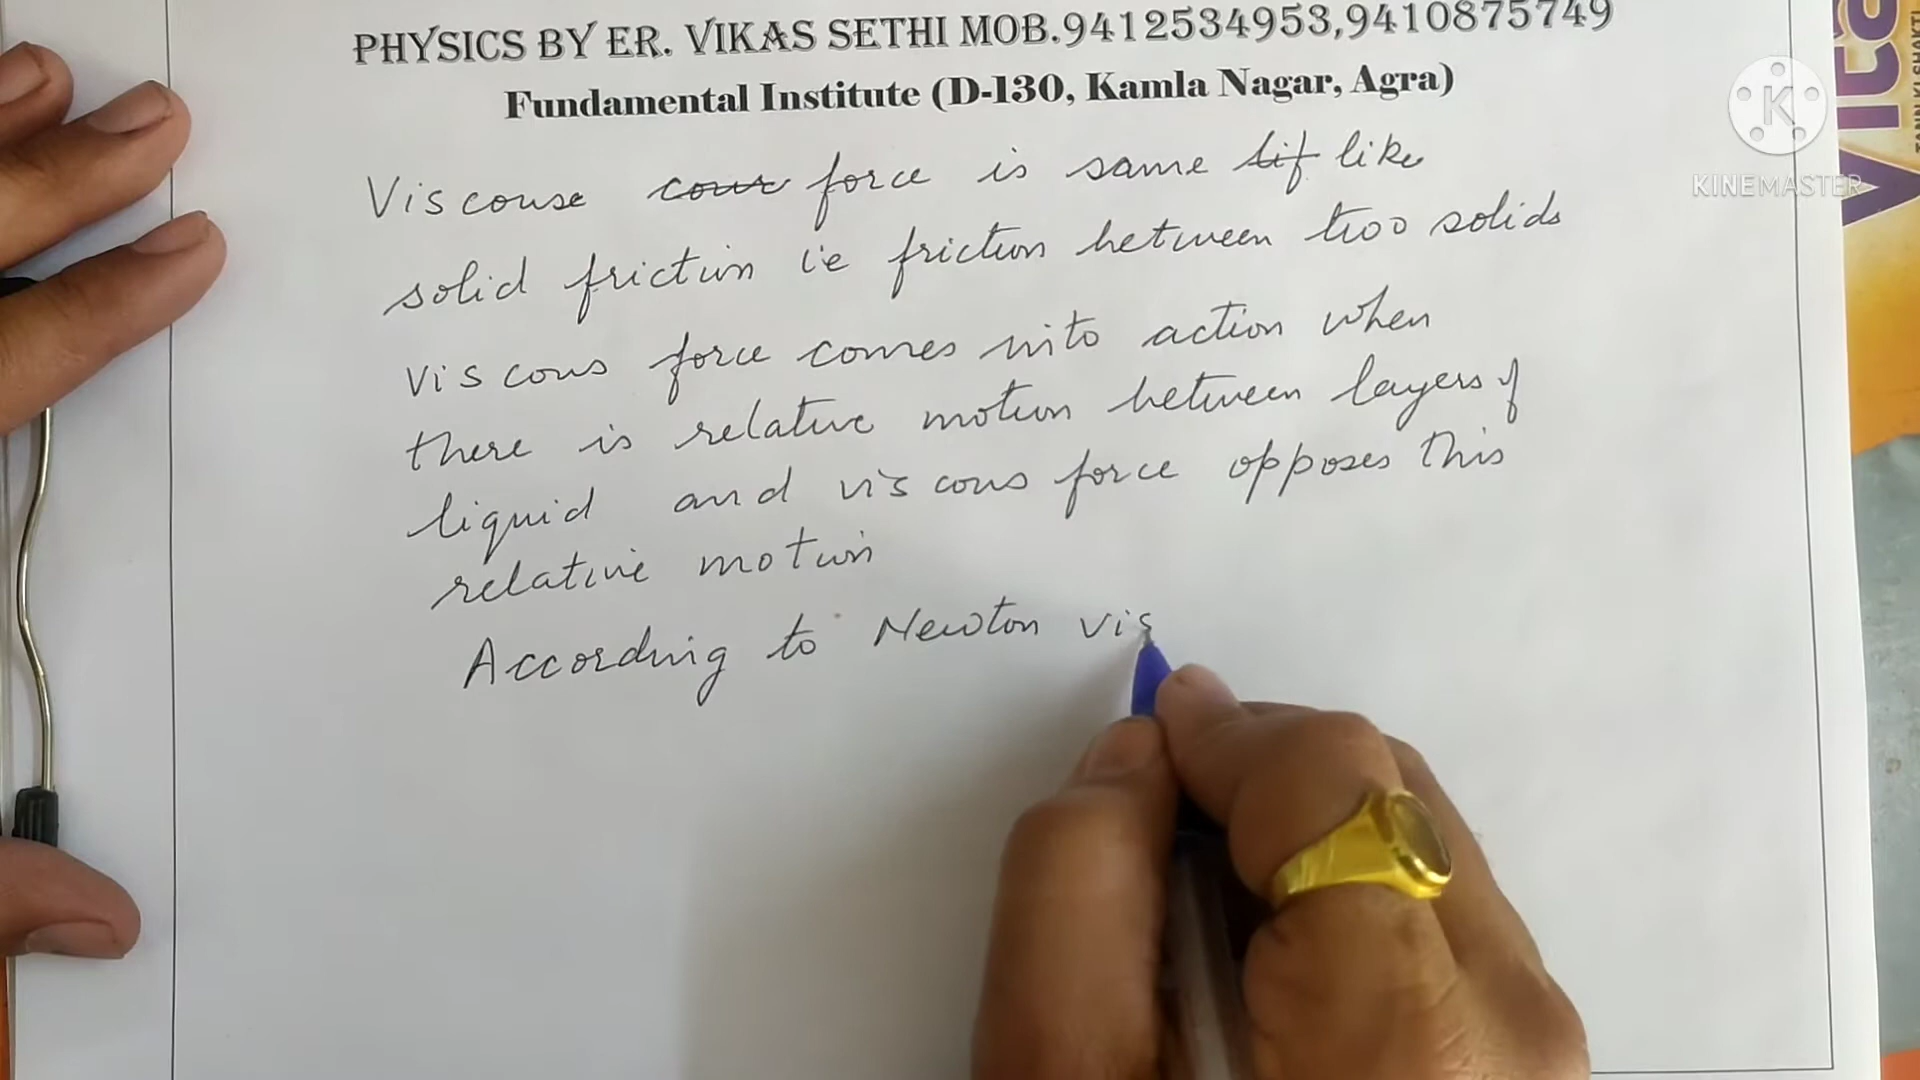 PHYSICS BY ER. VIKAS SETHI MOB.9412534953,9410875749
Fundamental Institute (D-130, Kamla Nagar, Agra)
Viscouse cour force is same lif like
solid friction i.e friction between two solids
viscous force comes into action when
there is relative motion between layers of
liquid and viscous force opposes this
relative motion
According to Newton vis
K
KINEMASTER